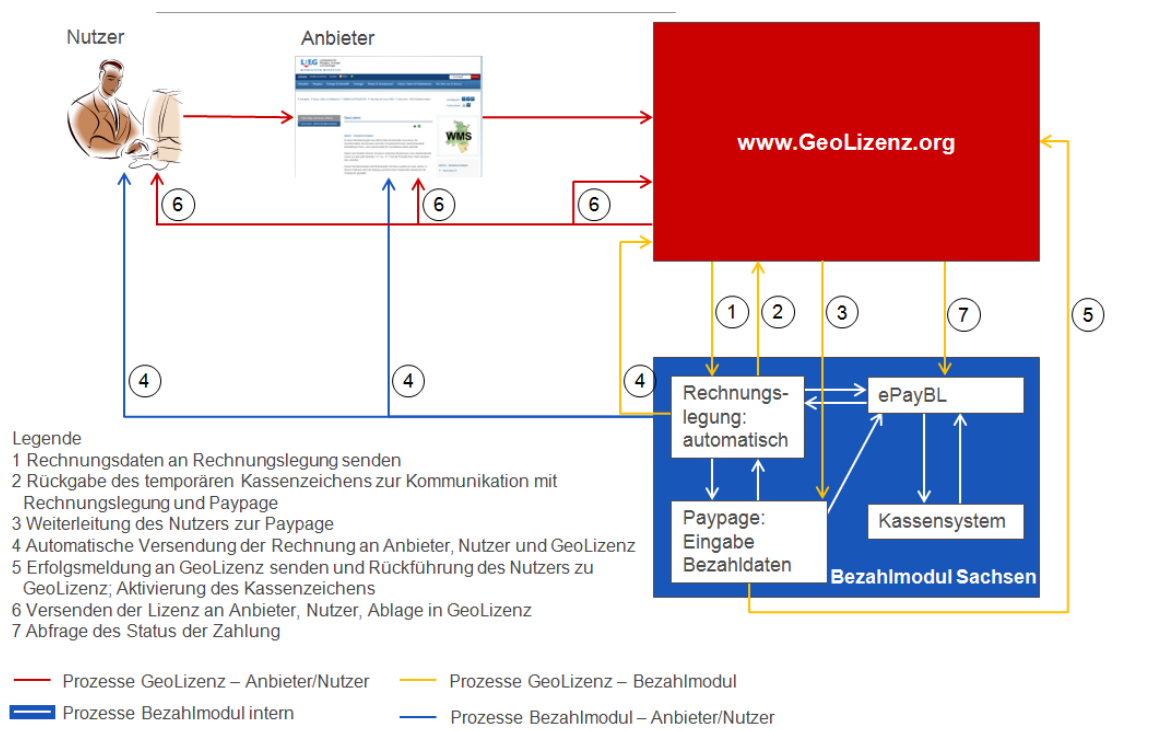 Nutzer
Anbieter
WMS
www.GeoLizenz.org
6
6
6
1
2
3
7
5
4
4
4
Rechnungs-
legung:
automatisch
ePayBL
Paypage:
Eingabe
Bezahldaten
Kassensystem
Bezahlmodul Sachsen
Legende
1 Rechnungsdaten an Rechnungslegung senden
2 Rückgabe des temporären Kassenzeichens zur Kommunikation mit
Rechnungslegung und Paypage
3 Weiterleitung des Nutzers zur Paypage
4 Automatische Versendung der Rechnung an Anbieter, Nutzer und GeoLizenz
5 Erfolgsmeldung an GeoLizenz senden und Rückführung des Nutzers zu
GeoLizenz; Aktivierung des Kassenzeichens
6 Versenden der Lizenz an Anbieter, Nutzer, Ablage in GeoLizenz
7 Abfrage des Status der Zahlung
Prozesse GeoLizenz – Anbieter/Nutzer
Prozesse GeoLizenz – Bezahlmodul
Prozesse Bezahlmodul intern
Prozesse Bezahlmodul – Anbieter/Nutzer